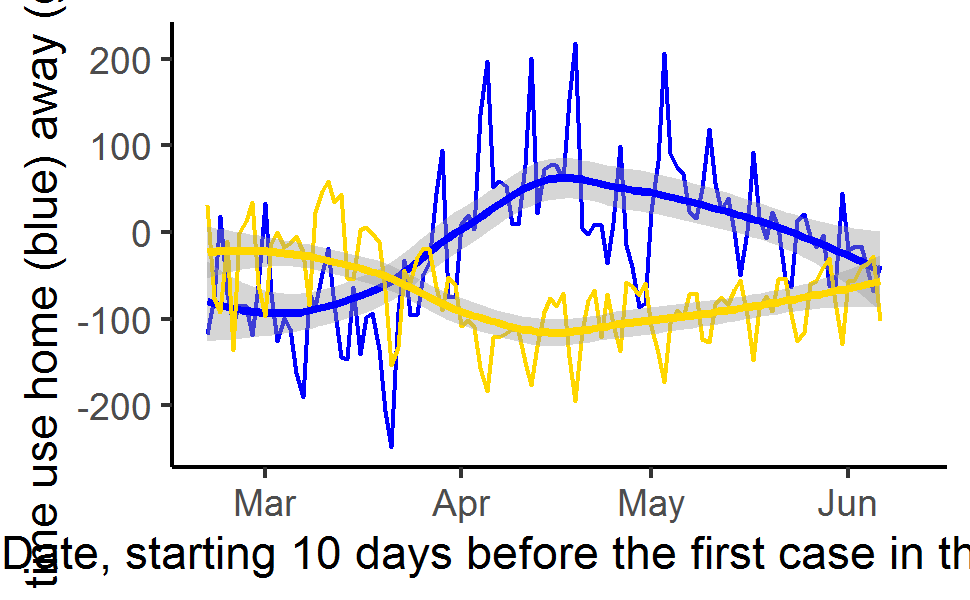 time use home (blue) away (
200
100
0
-100
-200
Mar Apr May Jun
Date, starting 10 days before the first case in th